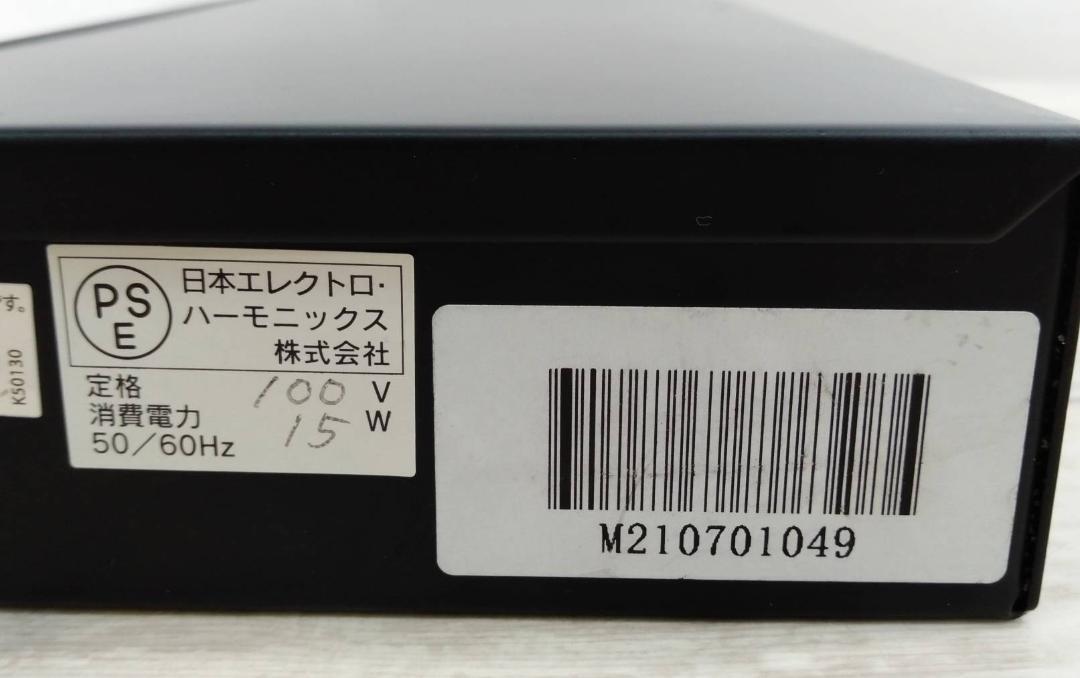 す。
K50130
PS
E
日本エレクトロ・
ハーモニックス
株式会社
定格 100 V
消費電力 15 W
50/60Hz
M210701049